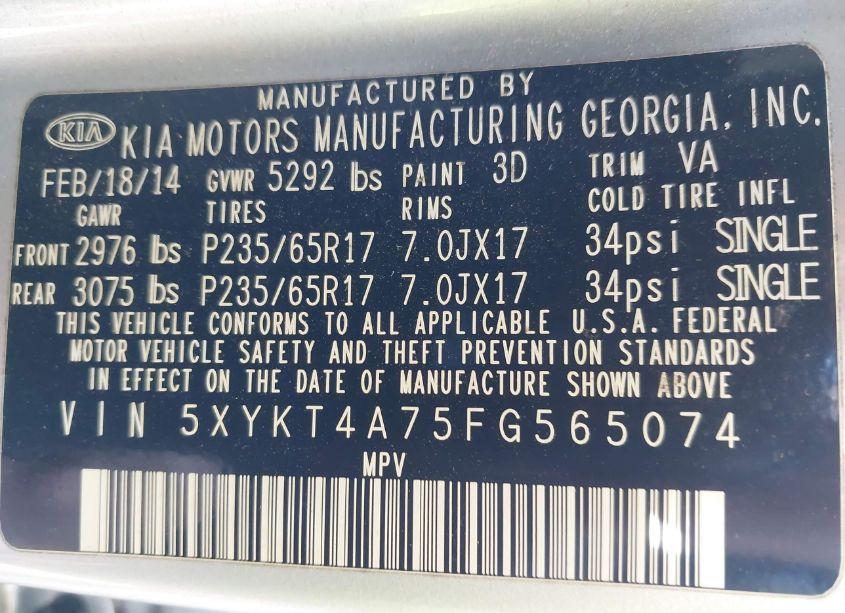 MANUFACTURED BY
KIA KIA MOTORS MANUFACTURING GEORGIA, INC.
FEB/18/14 GVWR 5292 lbs PAINT 3D TRIM VA
GAWR TIRES RIMS COLD TIRE INFL
FRONT 2976 lbs P235/65R17 7.0JX17 34psi SINGLE
REAR 3075 lbs P235/65R17 7.0JX17 34psi SINGLE
THIS VEHICLE CONFORMS TO ALL APPLICABLE U.S.A. FEDERAL
MOTOR VEHICLE SAFETY AND THEFT PREVENTION STANDARDS
IN EFFECT ON THE DATE OF MANUFACTURE SHOWN ABOVE
VIN 5XYKT4A75FG565074
MPV